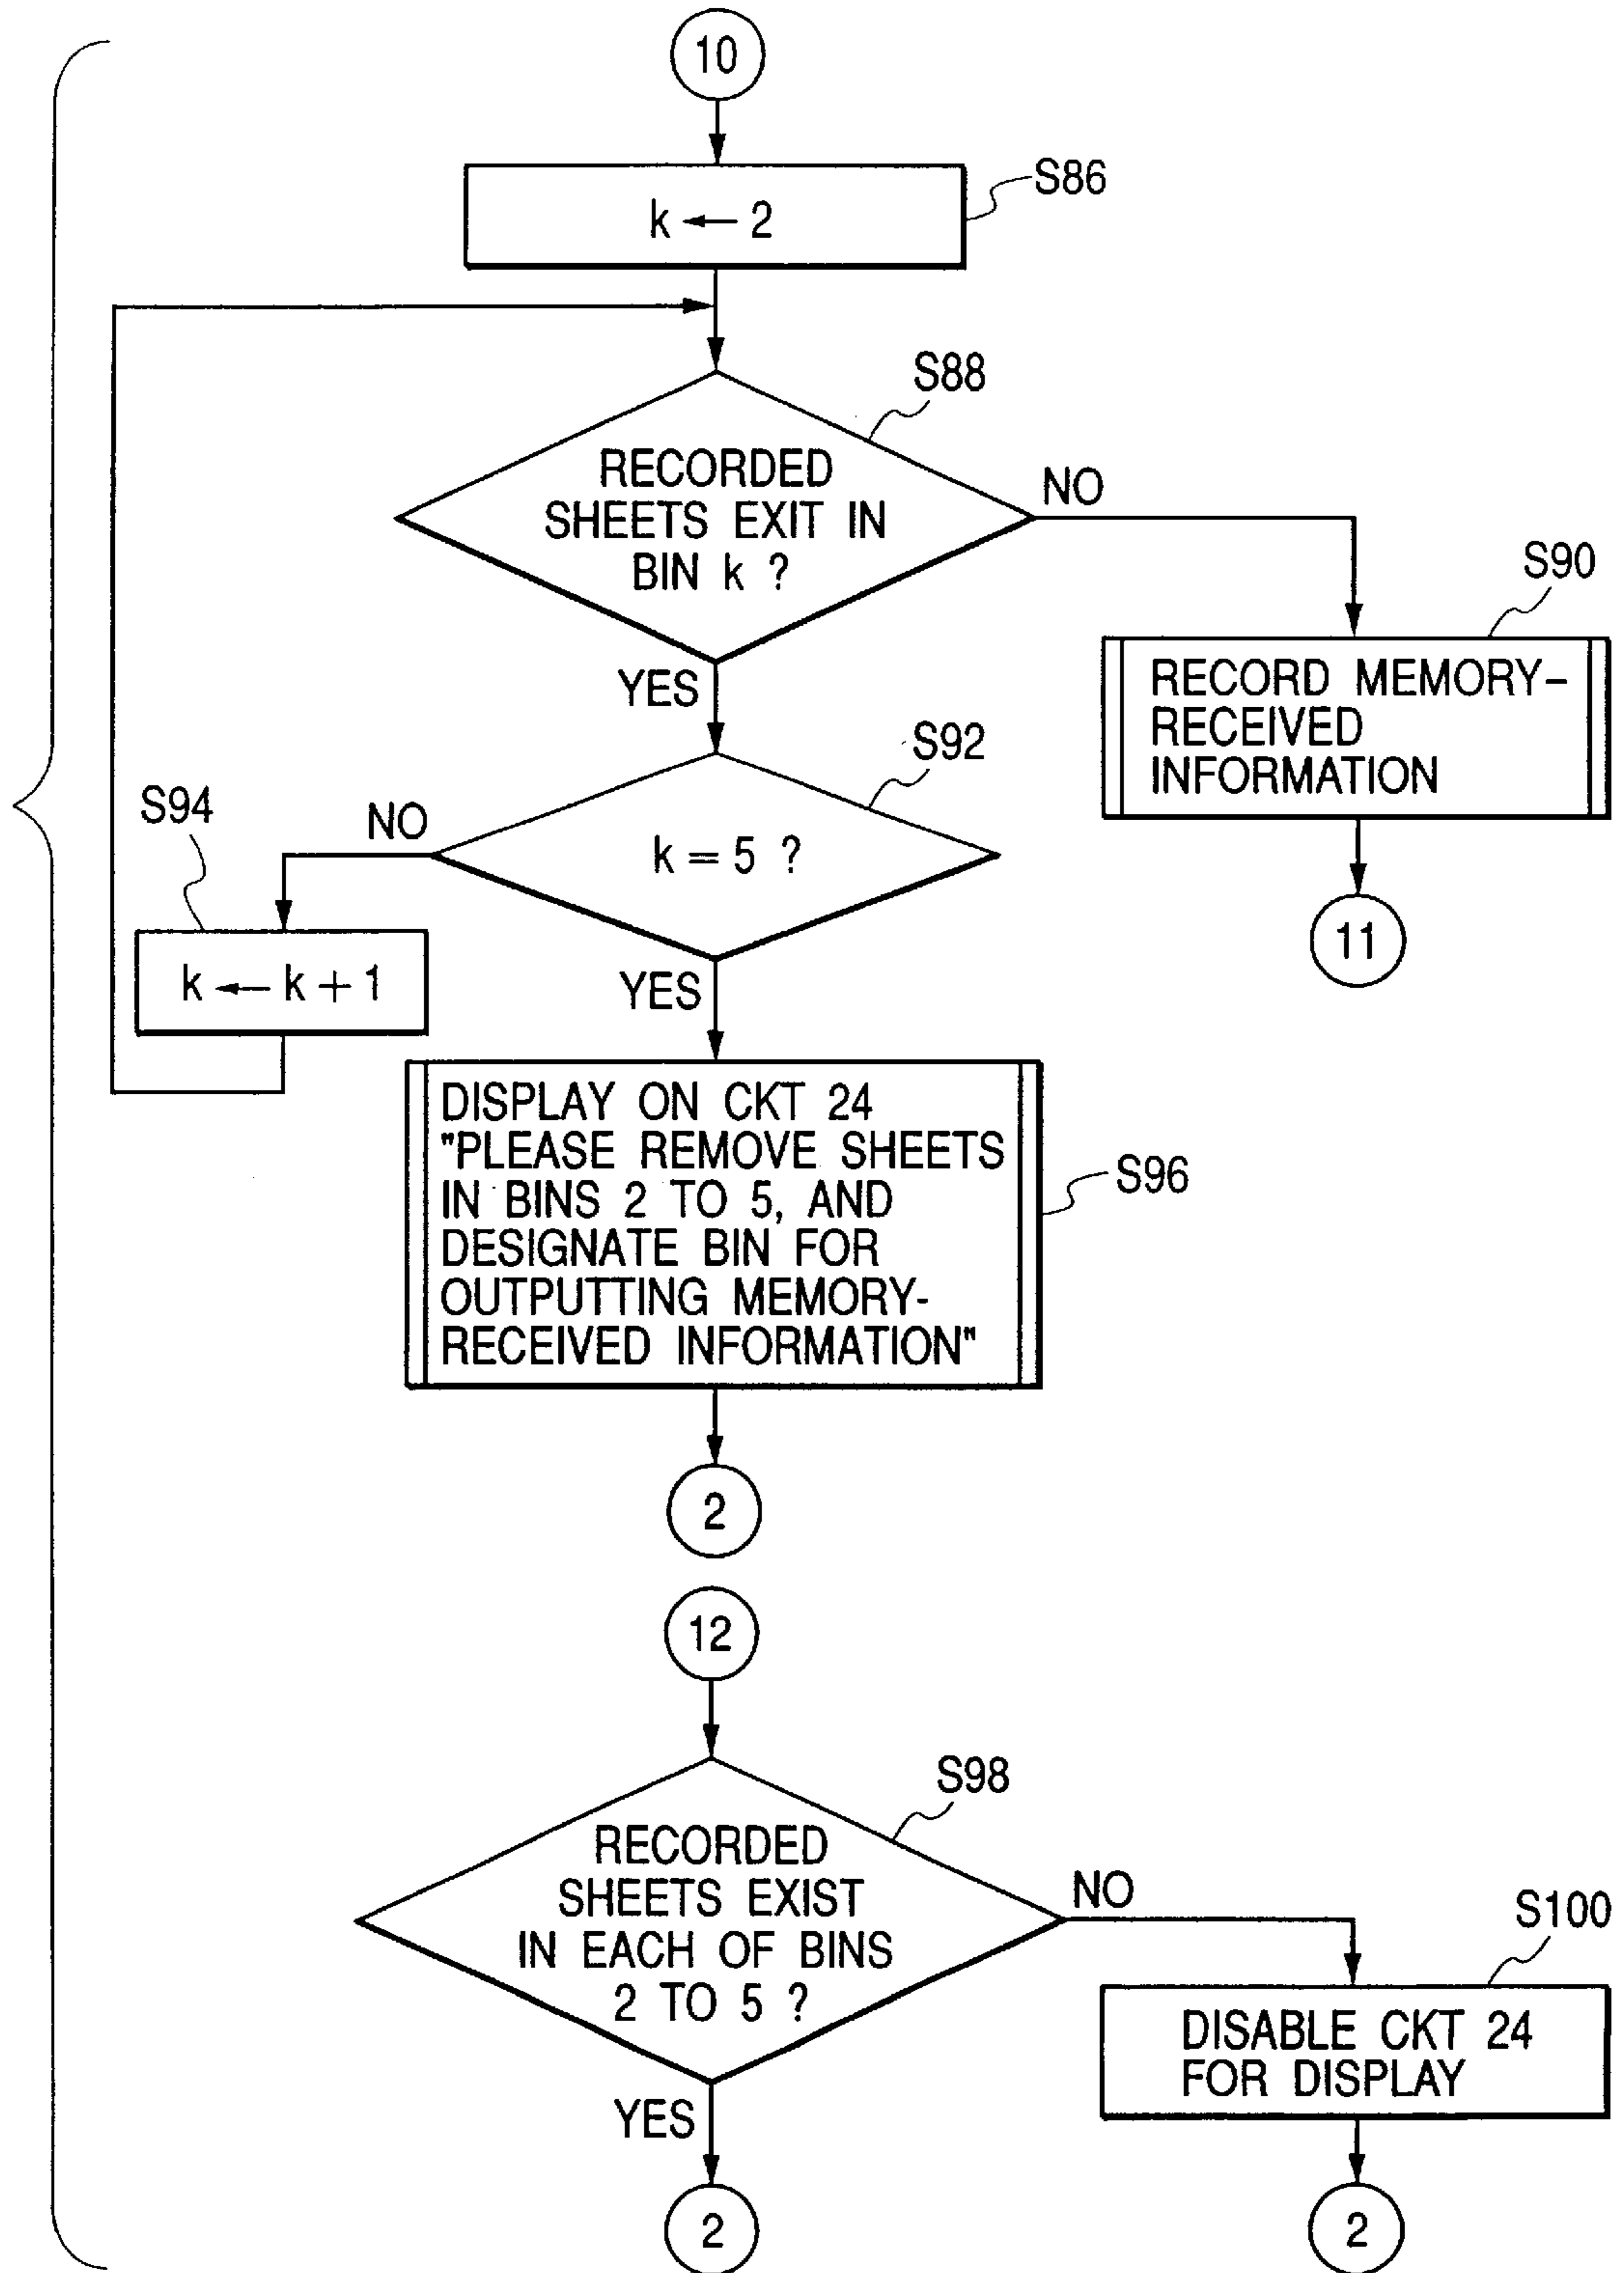 10
S86
k ← 2
S88
RECORDED
SHEETS EXIT IN
BIN k ?
NO
YES
S90
RECORD MEMORY-
RECEIVED
INFORMATION
11
S92
k = 5 ?
NO
YES
S94
k ← k + 1
DISPLAY ON CKT 24
"PLEASE REMOVE SHEETS
IN BINS 2 TO 5, AND
DESIGNATE BIN FOR
OUTPUTTING MEMORY-
RECEIVED INFORMATION"
S96
2
12
S98
RECORDED
SHEETS EXIST
IN EACH OF BINS
2 TO 5 ?
NO
YES
S100
DISABLE CKT 24
FOR DISPLAY
2
2